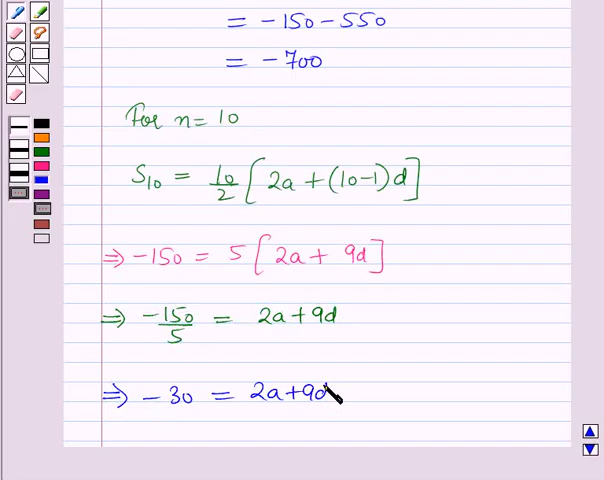 = -150 - 550
= -700
For n = 10
S₁₀ = 10/2 [ 2a + (10-1) d ]
⇒ -150 = 5 [ 2a + 9d ]
⇒ -150/5 = 2a + 9d
⇒ -30 = 2a + 9d